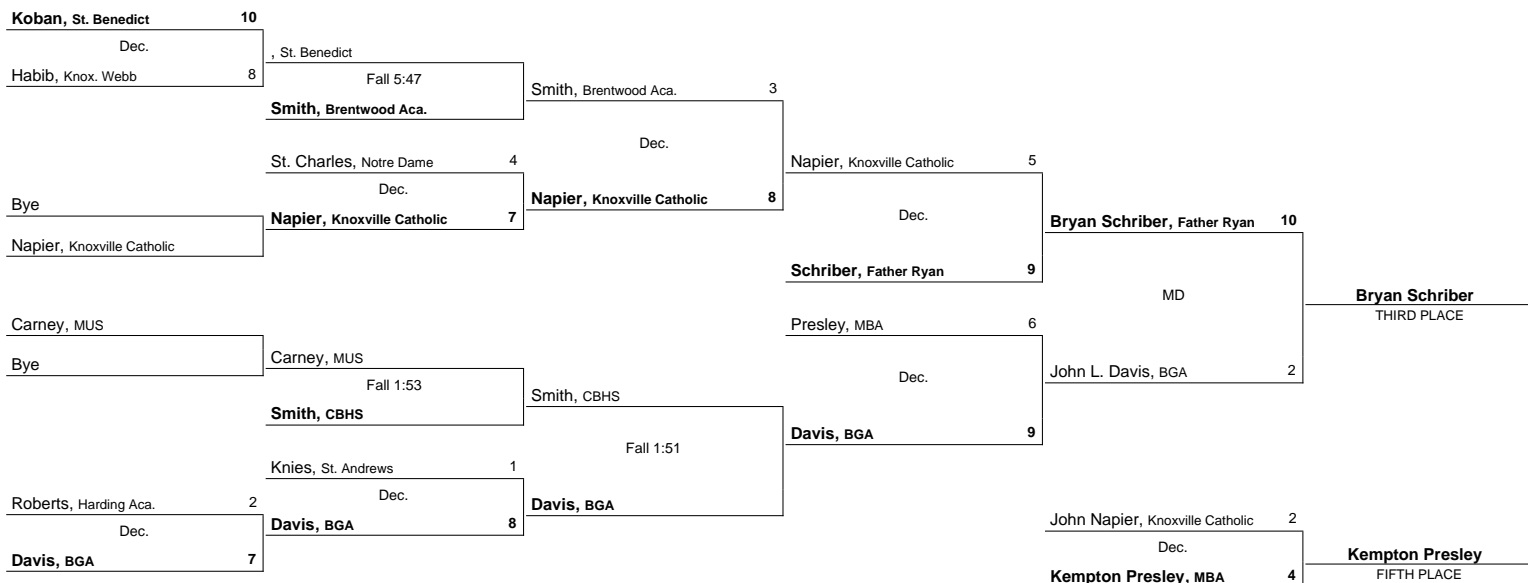 Koban, St. Benedict 10
Dec.
Habib, Knox. Webb 8
, St. Benedict
Fall 5:47
Smith, Brentwood Aca.
Smith, Brentwood Aca. 3
Dec.
Napier, Knoxville Catholic 8
St. Charles, Notre Dame 4
Dec.
Napier, Knoxville Catholic 7
Bye
Napier, Knoxville Catholic
Napier, Knoxville Catholic 5
Dec.
Schriber, Father Ryan 9
Bryan Schriber, Father Ryan 10
MD
John L. Davis, BGA 2
Bryan Schriber
THIRD PLACE
Carney, MUS
Bye
Carney, MUS
Fall 1:53
Smith, CBHS
Smith, CBHS
Fall 1:51
Davis, BGA
Presley, MBA 6
Dec.
Davis, BGA 9
Knies, St. Andrews 1
Dec.
Davis, BGA 8
Roberts, Harding Aca. 2
Dec.
Davis, BGA 7
John Napier, Knoxville Catholic 2
Dec.
Kempton Presley, MBA 4
Kempton Presley
FIFTH PLACE